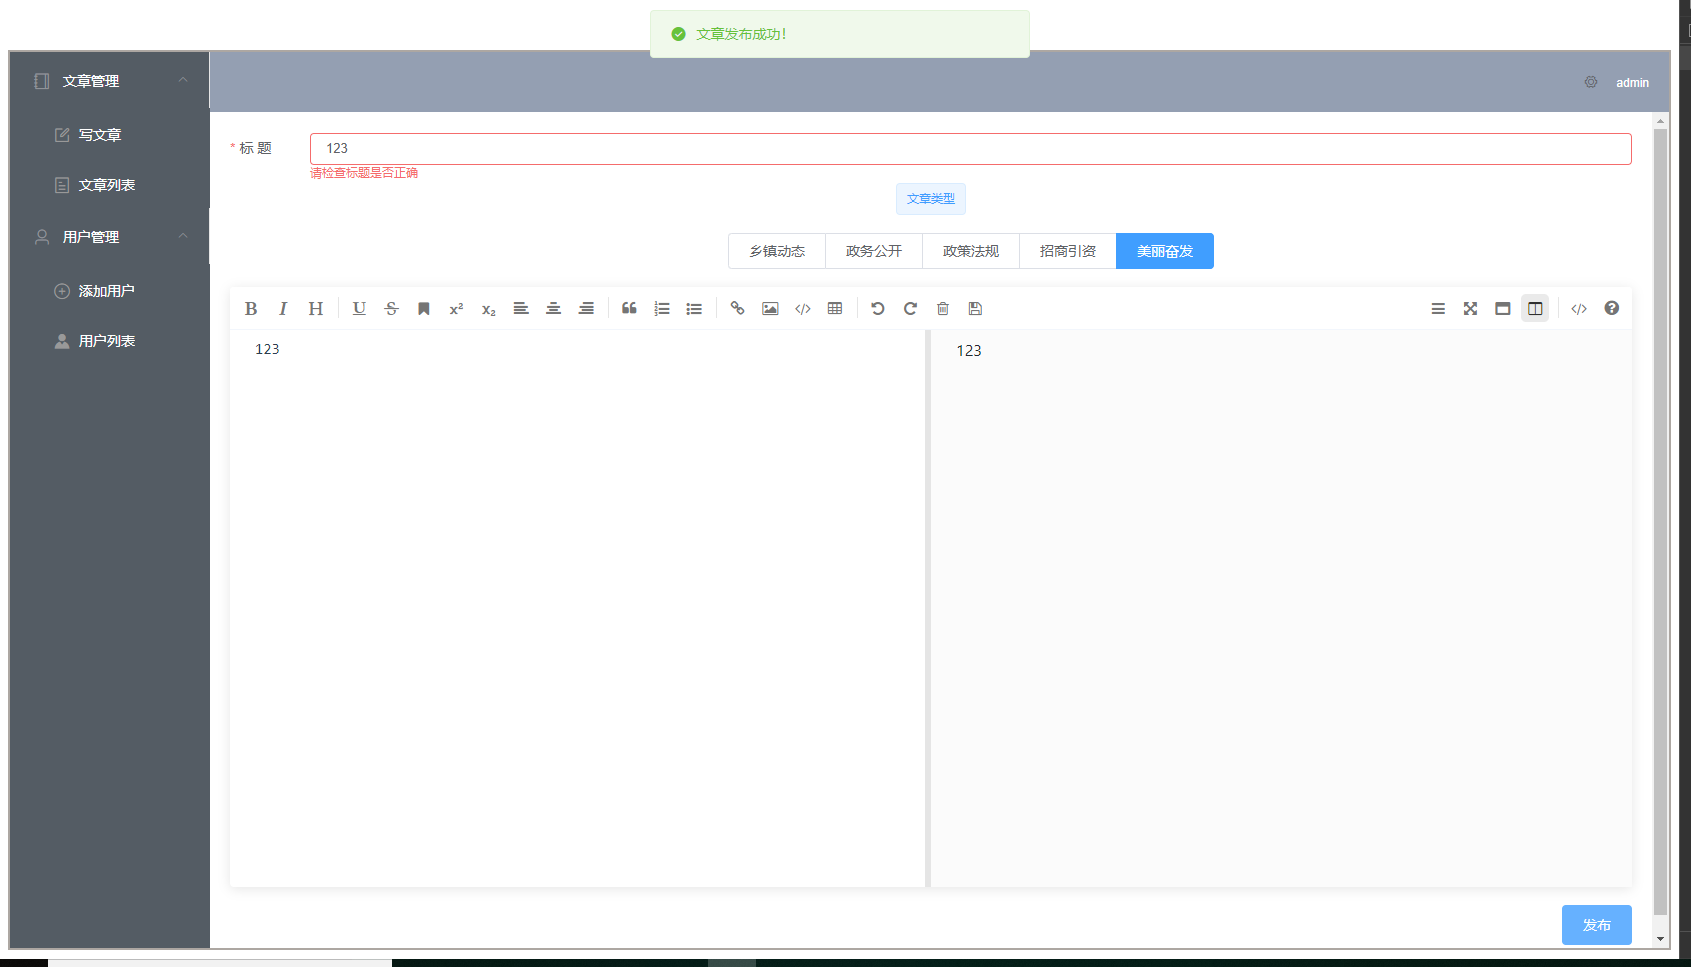 文章发布成功！
文章管理
写文章
文章列表
用户管理
添加用户
用户列表
admin
* 标 题
123
请检查标题是否正确
文章类型
乡镇动态 政务公开 政策法规 招商引资 美丽奋发
B I H U S x² x₂
123
123
发布